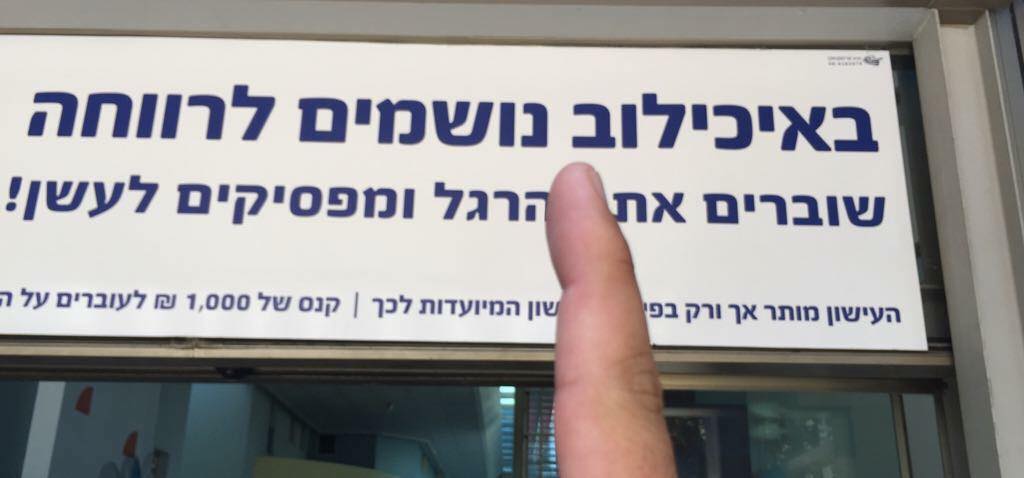 באיכילוב נושמים לרווחה
שוברים את הרגל ומפסיקים לעשן!
העישון מותר אך ורק המיועדות לכך | קנס של 1,000 ₪ לעוברים על